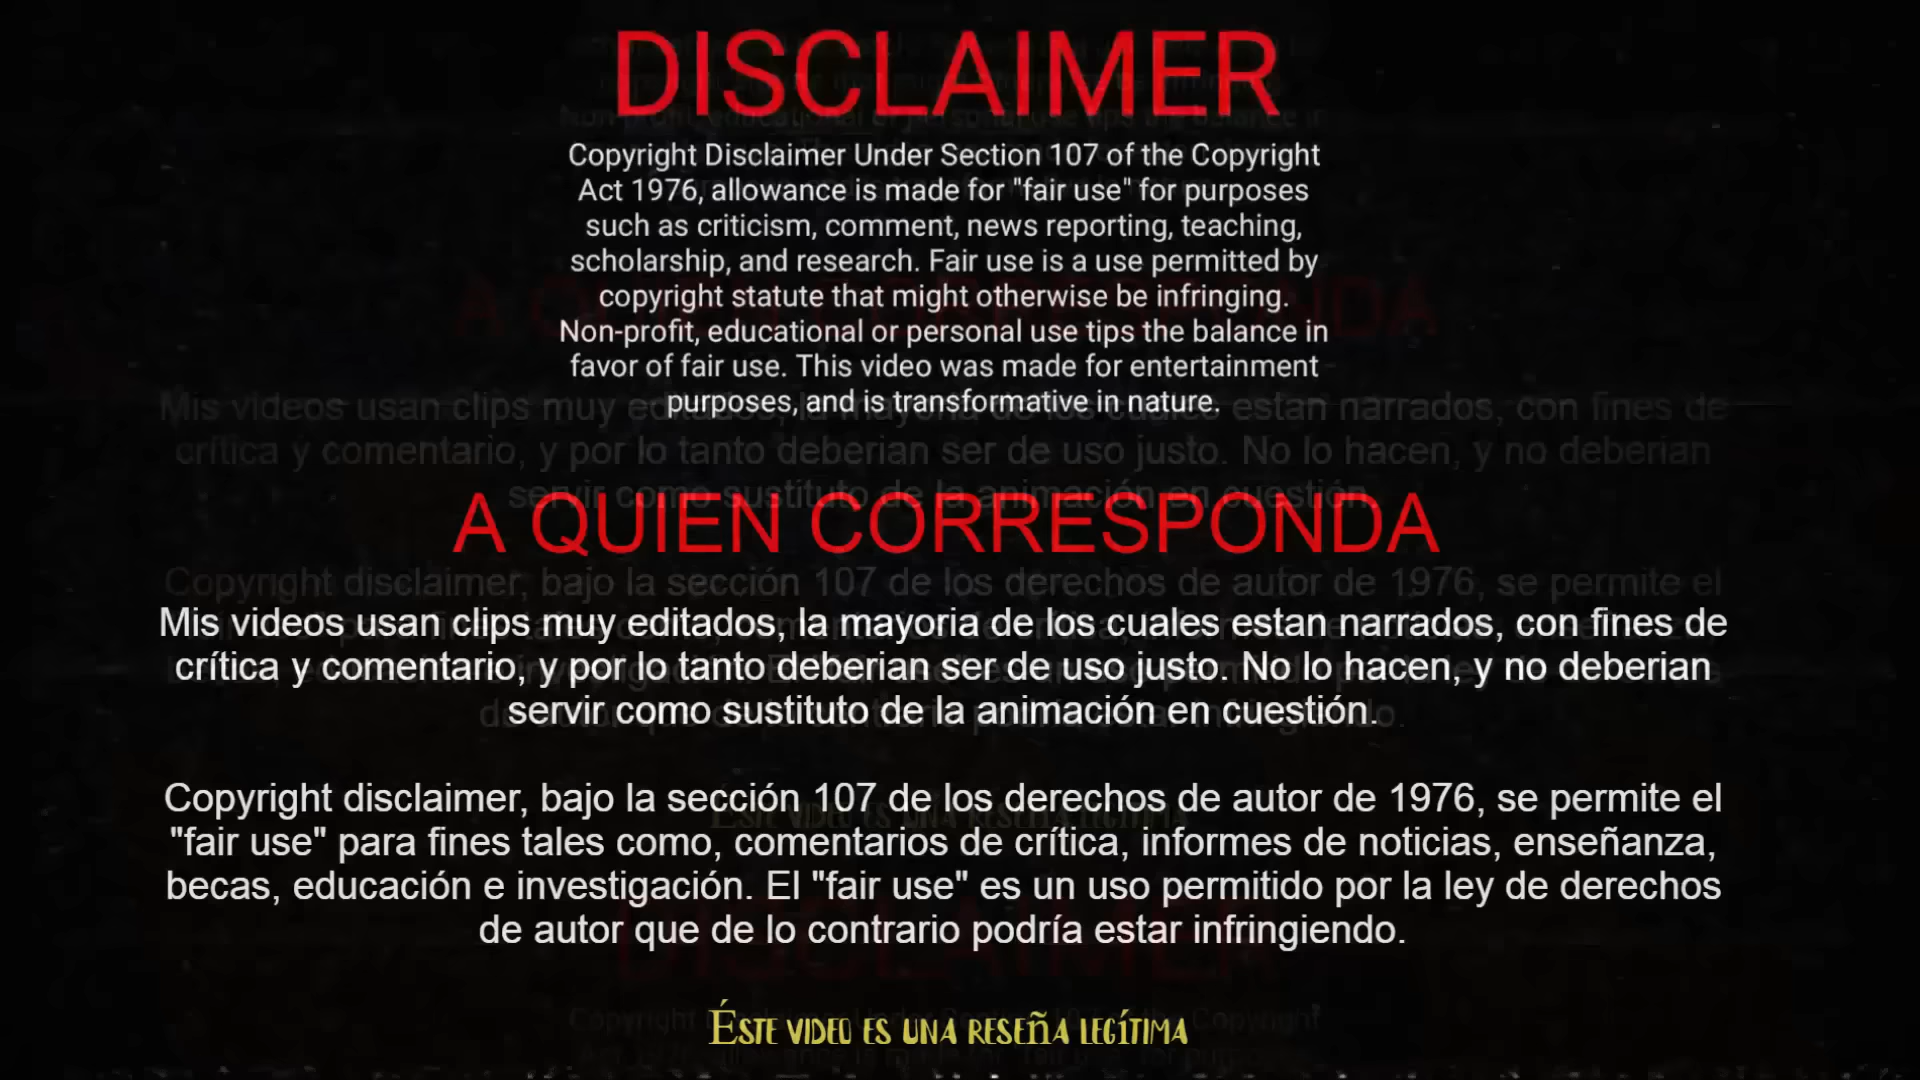 DISCLAIMER
Copyright Disclaimer Under Section 107 of the Copyright
Act 1976, allowance is made for "fair use" for purposes
such as criticism, comment, news reporting, teaching,
scholarship, and research. Fair use is a use permitted by
copyright statute that might otherwise be infringing.
Non-profit, educational or personal use tips the balance in
favor of fair use. This video was made for entertainment
purposes, and is transformative in nature.
A QUIEN CORRESPONDA
Mis videos usan clips muy editados, la mayoria de los cuales estan narrados, con fines de
crítica y comentario, y por lo tanto deberian ser de uso justo. No lo hacen, y no deberian
servir como sustituto de la animación en cuestión.
Copyright disclaimer, bajo la sección 107 de los derechos de autor de 1976, se permite el
"fair use" para fines tales como, comentarios de crítica, informes de noticias, enseñanza,
becas, educación e investigación. El "fair use" es un uso permitido por la ley de derechos
de autor que de lo contrario podría estar infringiendo.
Éste video es una reseña legítima